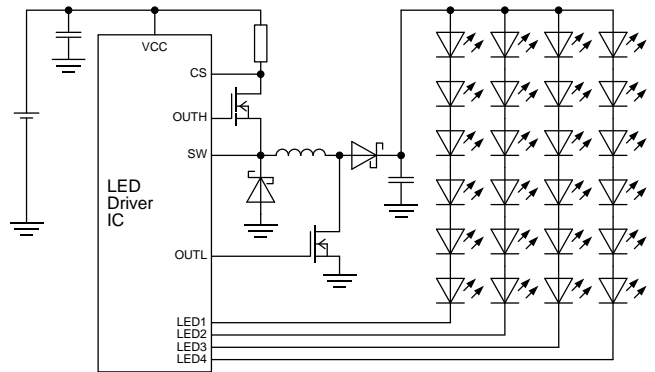 VCC
CS
OUTH
SW
LED
Driver
IC
OUTL
LED1
LED2
LED3
LED4